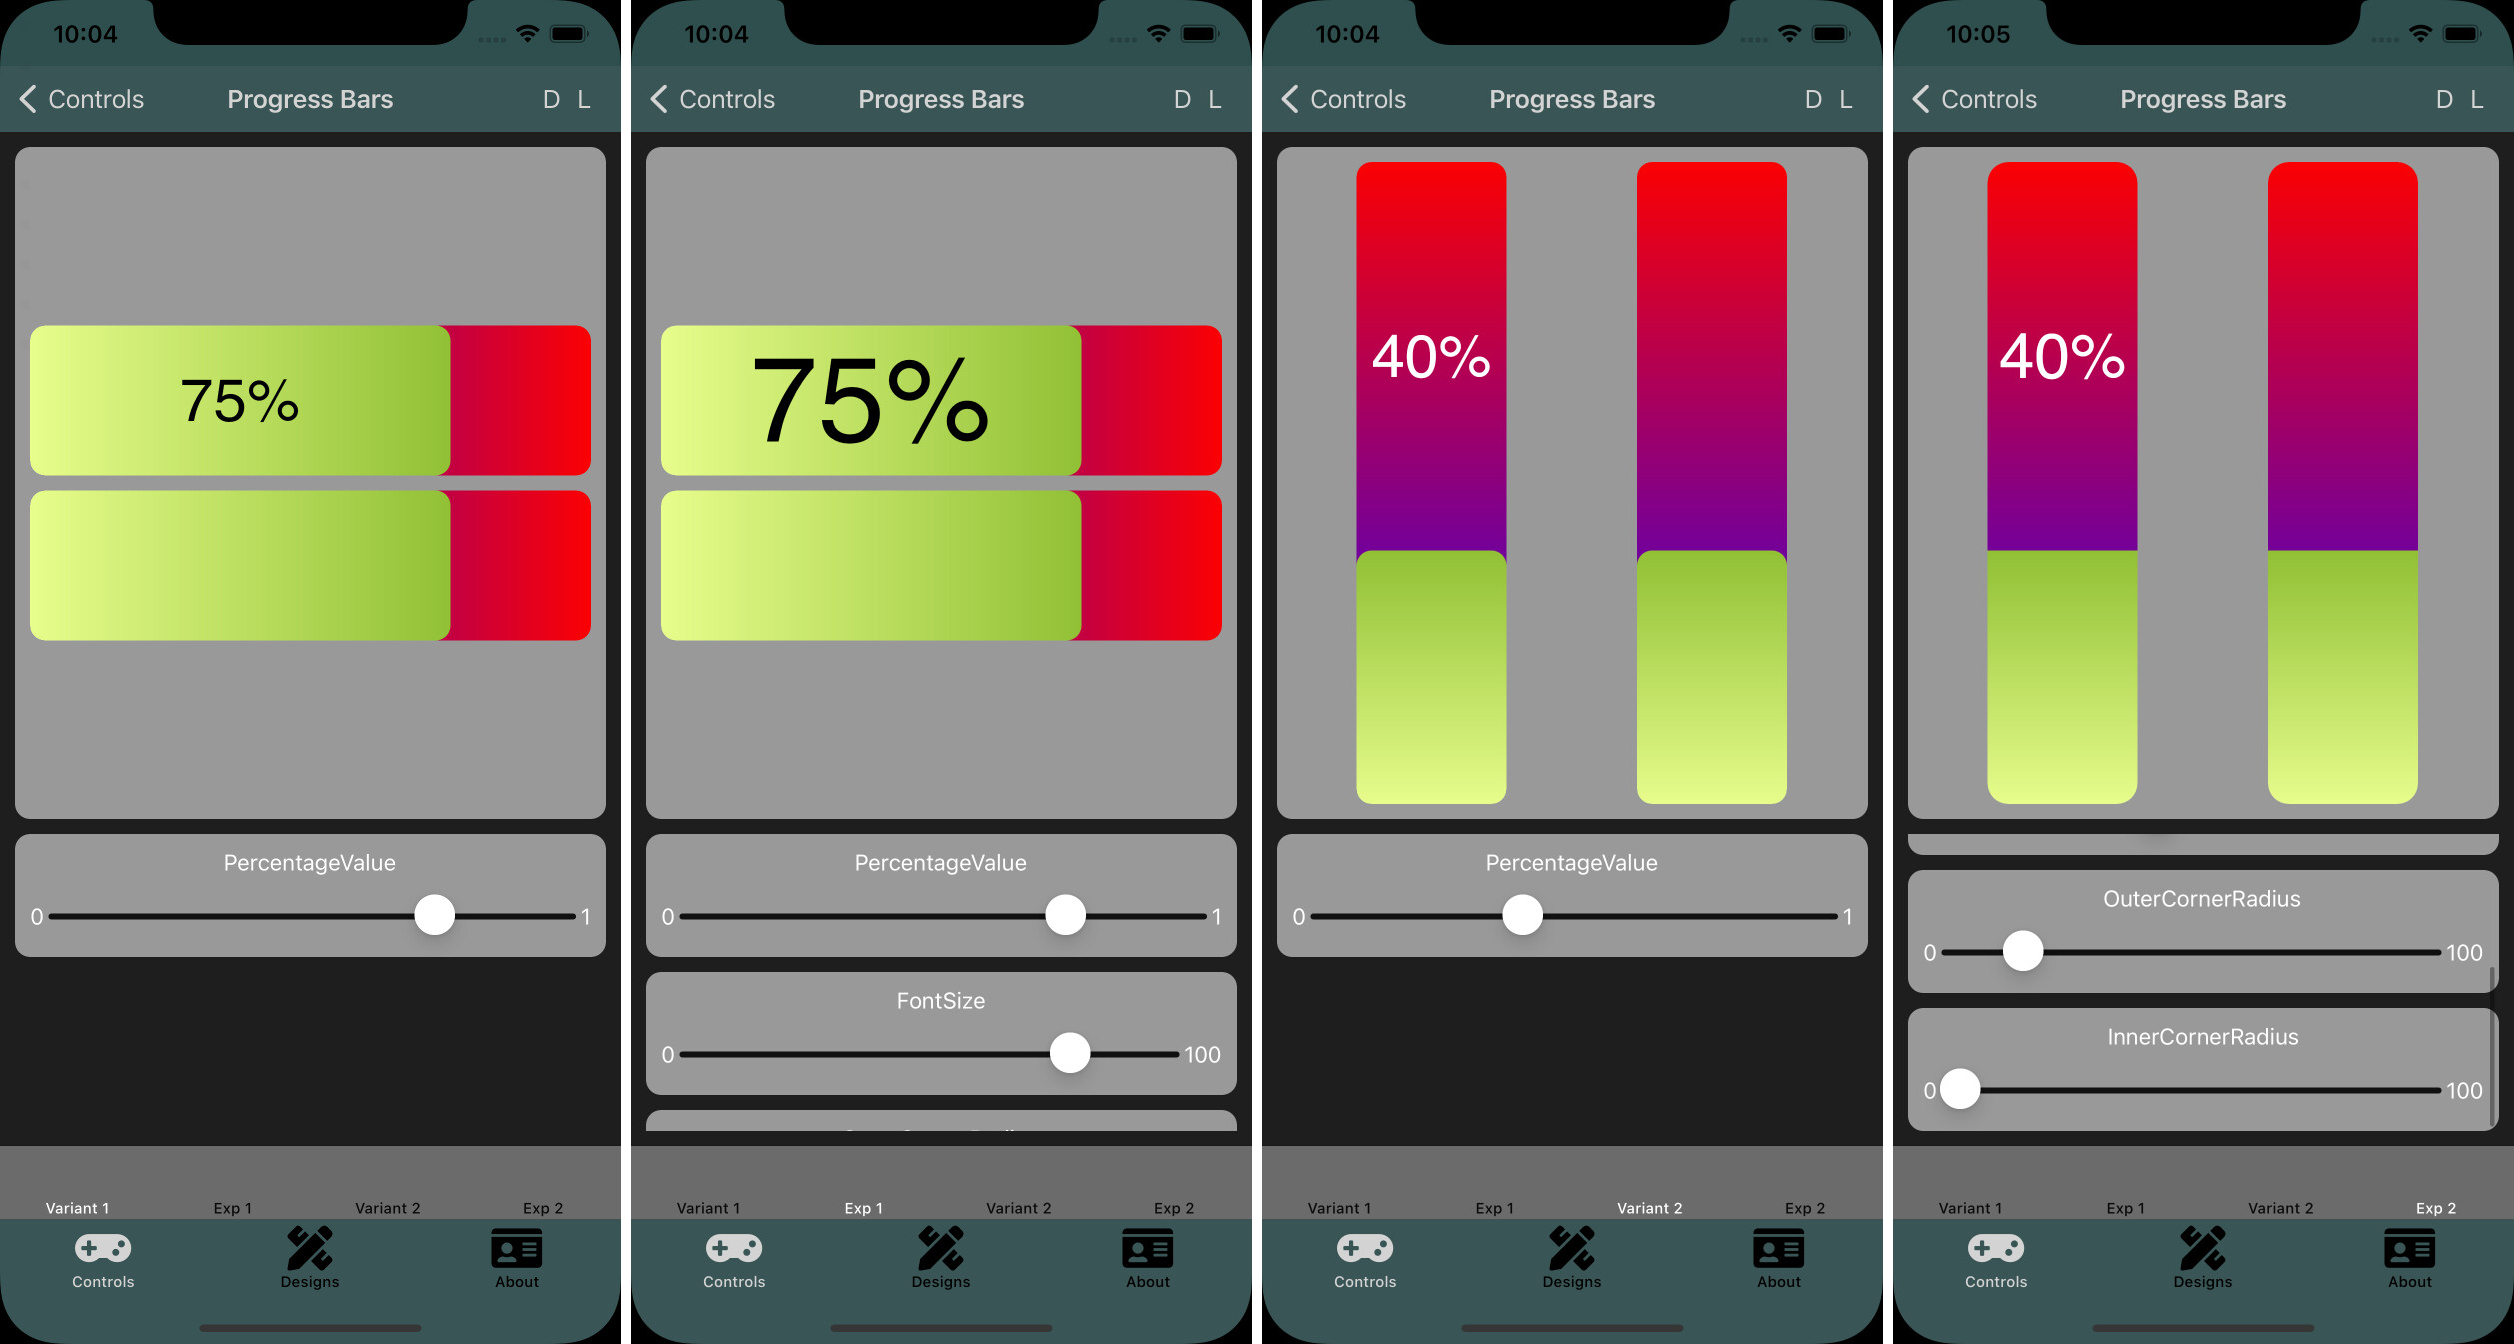 10:04
Controls
Progress Bars
D L
75%
PercentageValue
0
1
Variant 1
Exp 1
Variant 2
Exp 2
Controls
Designs
About
10:04
Controls
Progress Bars
D L
75%
PercentageValue
0
1
FontSize
0
100
Variant 1
Exp 1
Variant 2
Exp 2
Controls
Designs
About
10:04
Controls
Progress Bars
D L
40%
PercentageValue
0
1
Variant 1
Exp 1
Variant 2
Exp 2
Controls
Designs
About
10:05
Controls
Progress Bars
D L
40%
OuterCornerRadius
0
100
InnerCornerRadius
0
100
Variant 1
Exp 1
Variant 2
Exp 2
Controls
Designs
About